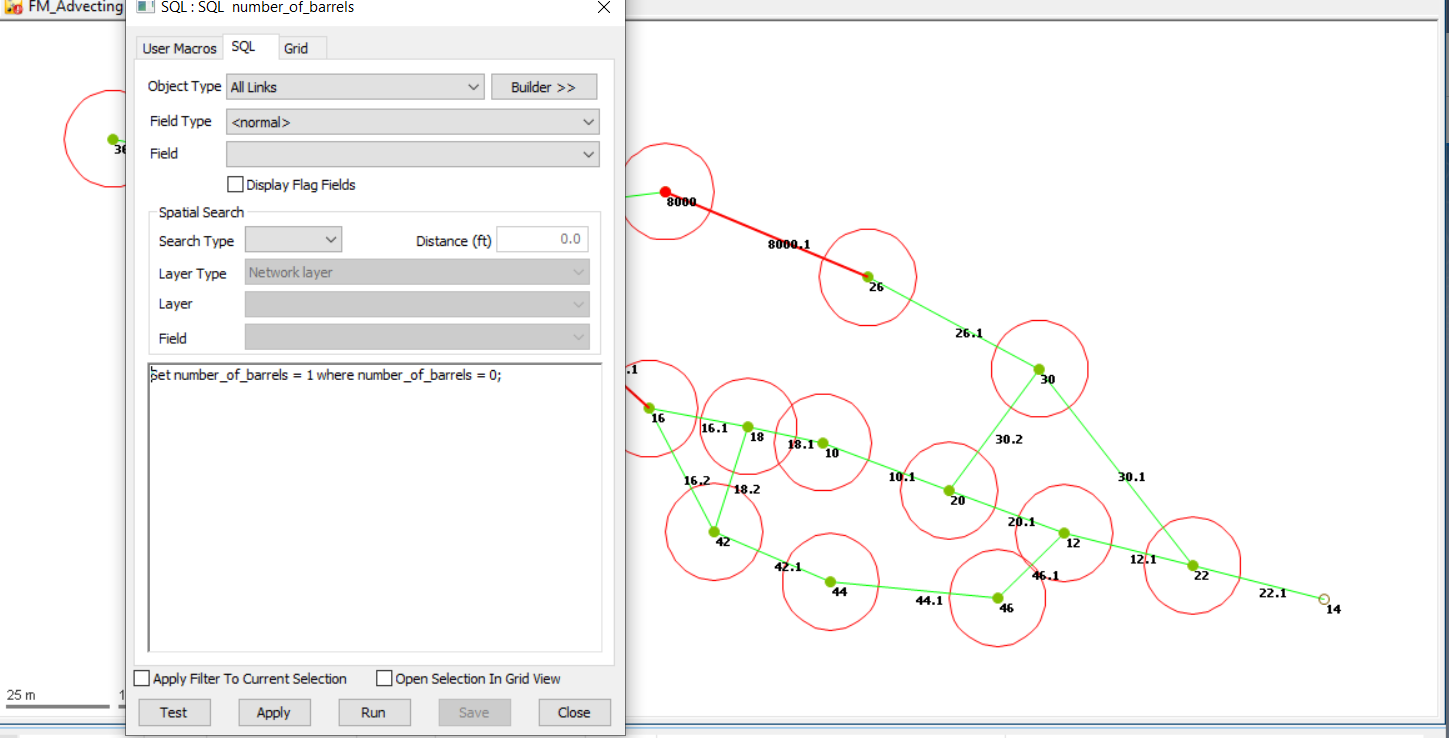 FM_Advecting
SQL : SQL number_of_barrels
User Macros SQL Grid
Object Type All Links Builder >>
Field Type <normal>
Field
Display Flag Fields
Spatial Search
Search Type Distance (ft) 0.0
Layer Type Network layer
Layer
Field
Set number_of_barrels = 1 where number_of_barrels = 0;
Apply Filter To Current Selection Open Selection In Grid View
Test Apply Run Save Close
25 m
8000
8000.1
26
26.1
30
.1
16
16.1
18
18.1
10
30.2
16.2
18.2
10.1
30.1
20
20.1
42
12
12.1
42.1
46.1
22
44
44.1
46
22.1
14